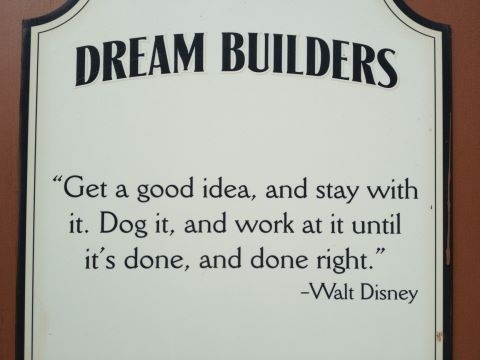 DREAM BUILDERS
“Get a good idea, and stay with
it. Dog it, and work at it until
it's done, and done right.”
–Walt Disney